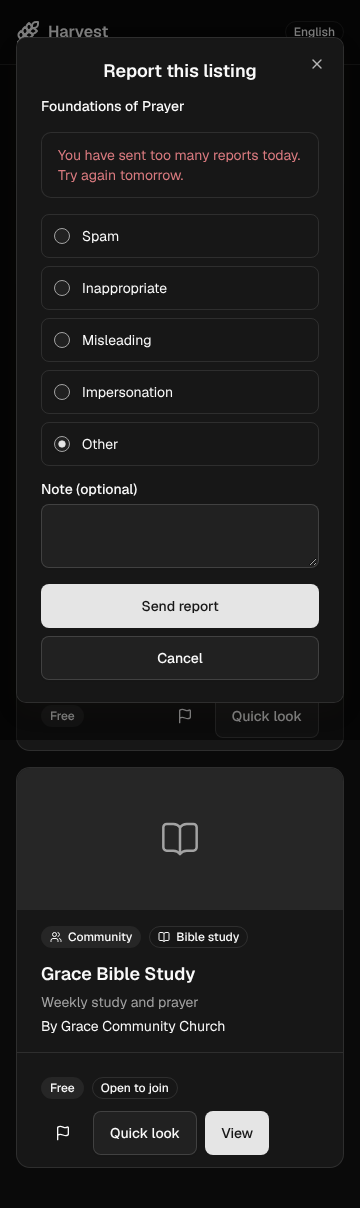 Harvest
English
Report this listing
Foundations of Prayer
You have sent too many reports today.
Try again tomorrow.
Spam
Inappropriate
Misleading
Impersonation
Other
Note (optional)
Send report
Cancel
Free
Quick look
Community
Bible study
Grace Bible Study
Weekly study and prayer
By Grace Community Church
Free
Open to join
Quick look
View